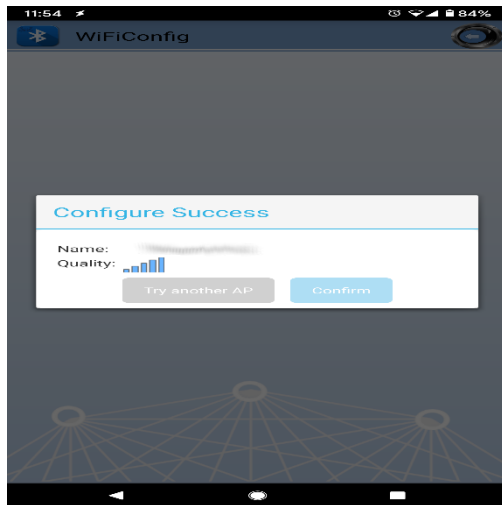 11:54 84%
WiFiConfig
Configure Success
Name:
Quality:
Try another AP Confirm